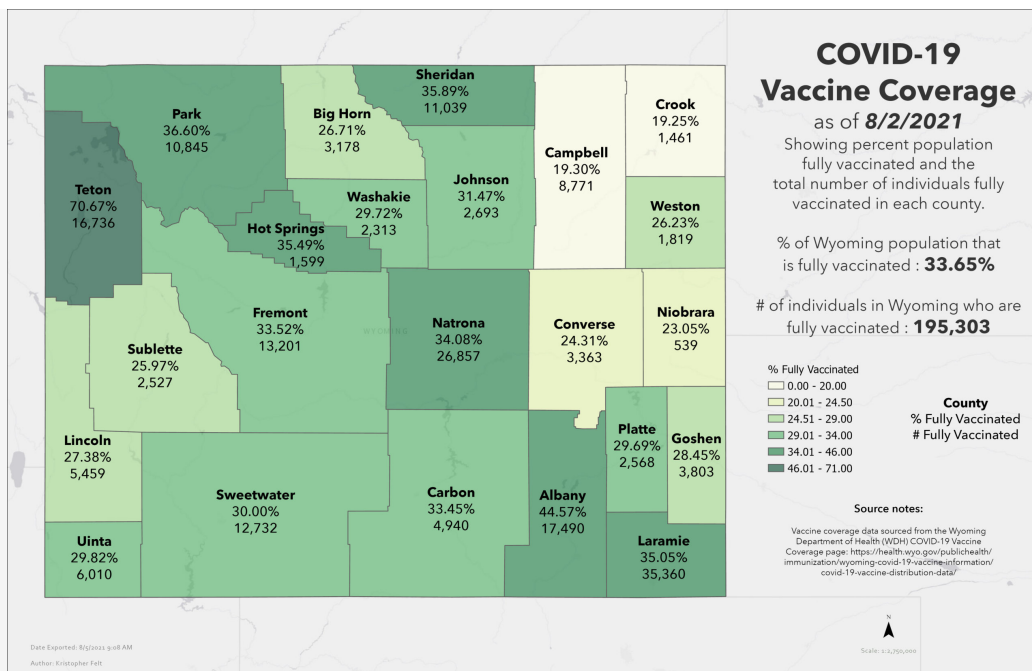 COVID-19
Vaccine Coverage
as of 8/2/2021
Showing percent population
fully vaccinated and the
total number of individuals fully
vaccinated in each county.
% of Wyoming population that
is fully vaccinated : 33.65%
# of individuals in Wyoming who are
fully vaccinated : 195,303
% Fully Vaccinated
0.00 - 20.00
20.01 - 24.50
24.51 - 29.00
29.01 - 34.00
34.01 - 46.00
46.01 - 71.00
County
% Fully Vaccinated
# Fully Vaccinated
Source notes:
Vaccine coverage data sourced from the Wyoming
Department of Health (WDH) COVID-19 Vaccine
Coverage page: https://health.wyo.gov/publichealth/
immunization/wyoming-covid-19-vaccine-information/
covid-19-vaccine-distribution-data/
N
Scale: 1:2,750,000
Park
36.60%
10,845
Big Horn
26.71%
3,178
Sheridan
35.89%
11,039
Campbell
19.30%
8,771
Crook
19.25%
1,461
Teton
70.67%
16,736
Washakie
29.72%
2,313
Johnson
31.47%
2,693
Weston
26.23%
1,819
Hot Springs
35.49%
1,599
Fremont
33.52%
13,201
WYOMING
Natrona
34.08%
26,857
Converse
24.31%
3,363
Niobrara
23.05%
539
Sublette
25.97%
2,527
Lincoln
27.38%
5,459
Platte
29.69%
2,568
Goshen
28.45%
3,803
Sweetwater
30.00%
12,732
Carbon
33.45%
4,940
Albany
44.57%
17,490
Uinta
29.82%
6,010
Laramie
35.05%
35,360
Date Exported: 8/5/2021 9:08 AM
Author: Kristopher Felt